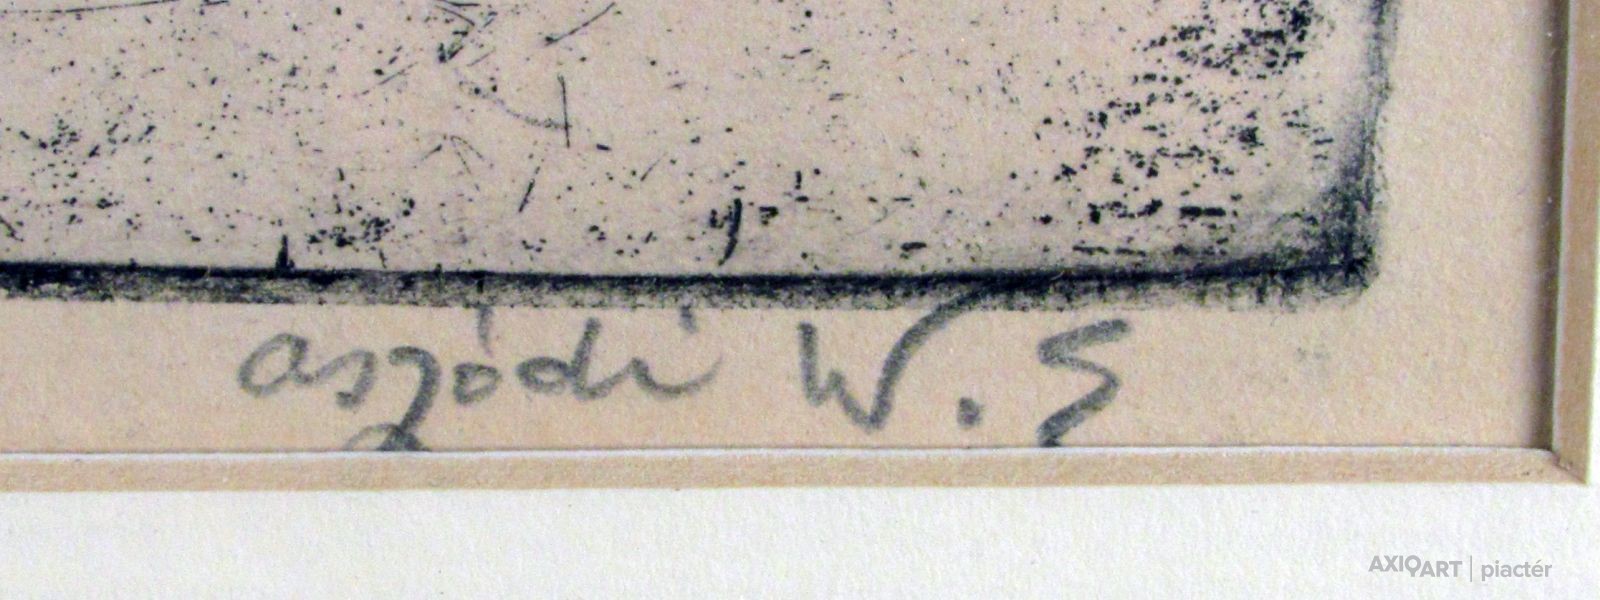 aszódi W. S
AXIOART | piactér